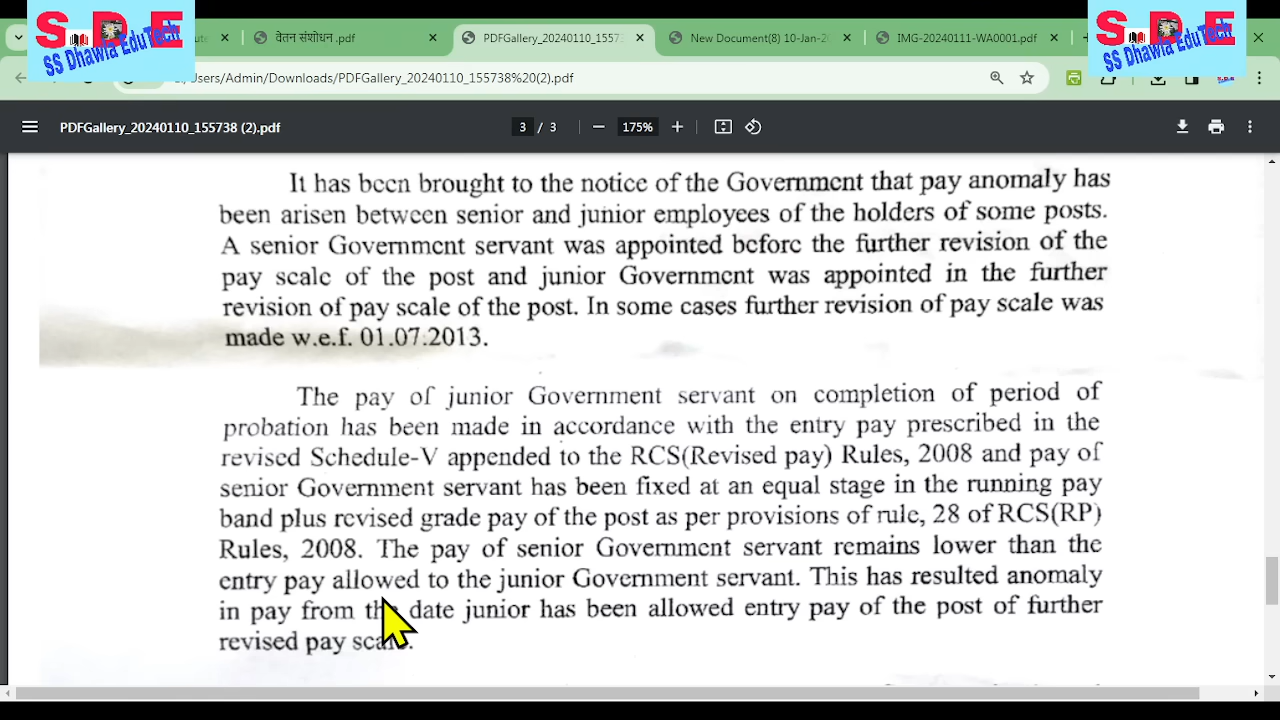 S.D.E
SS Dhawla EduTech
S.D.E
SS Dhawla EduTech
वेतन संशोधन .pdf
PDFGallery_20240110_1557
New Document(8) 10-Jan-20
IMG-20240111-WA0001.pdf
/Users/Admin/Downloads/PDFGallery_20240110_155738%20(2).pdf
PDFGallery_20240110_155738 (2).pdf
3 / 3
175%
It has been brought to the notice of the Government that pay anomaly has
been arisen between senior and junior employees of the holders of some posts.
A senior Government servant was appointed before the further revision of the
pay scale of the post and junior Government was appointed in the further
revision of pay scale of the post. In some cases further revision of pay scale was
made w.e.f. 01.07.2013.
The pay of junior Government servant on completion of period of
probation has been made in accordance with the entry pay prescribed in the
revised Schedule-V appended to the RCS(Revised pay) Rules, 2008 and pay of
senior Government servant has been fixed at an equal stage in the running pay
band plus revised grade pay of the post as per provisions of rule, 28 of RCS(RP)
Rules, 2008. The pay of senior Government servant remains lower than the
entry pay allowed to the junior Government servant. This has resulted anomaly
in pay from the date junior has been allowed entry pay of the post of further
revised pay scale.